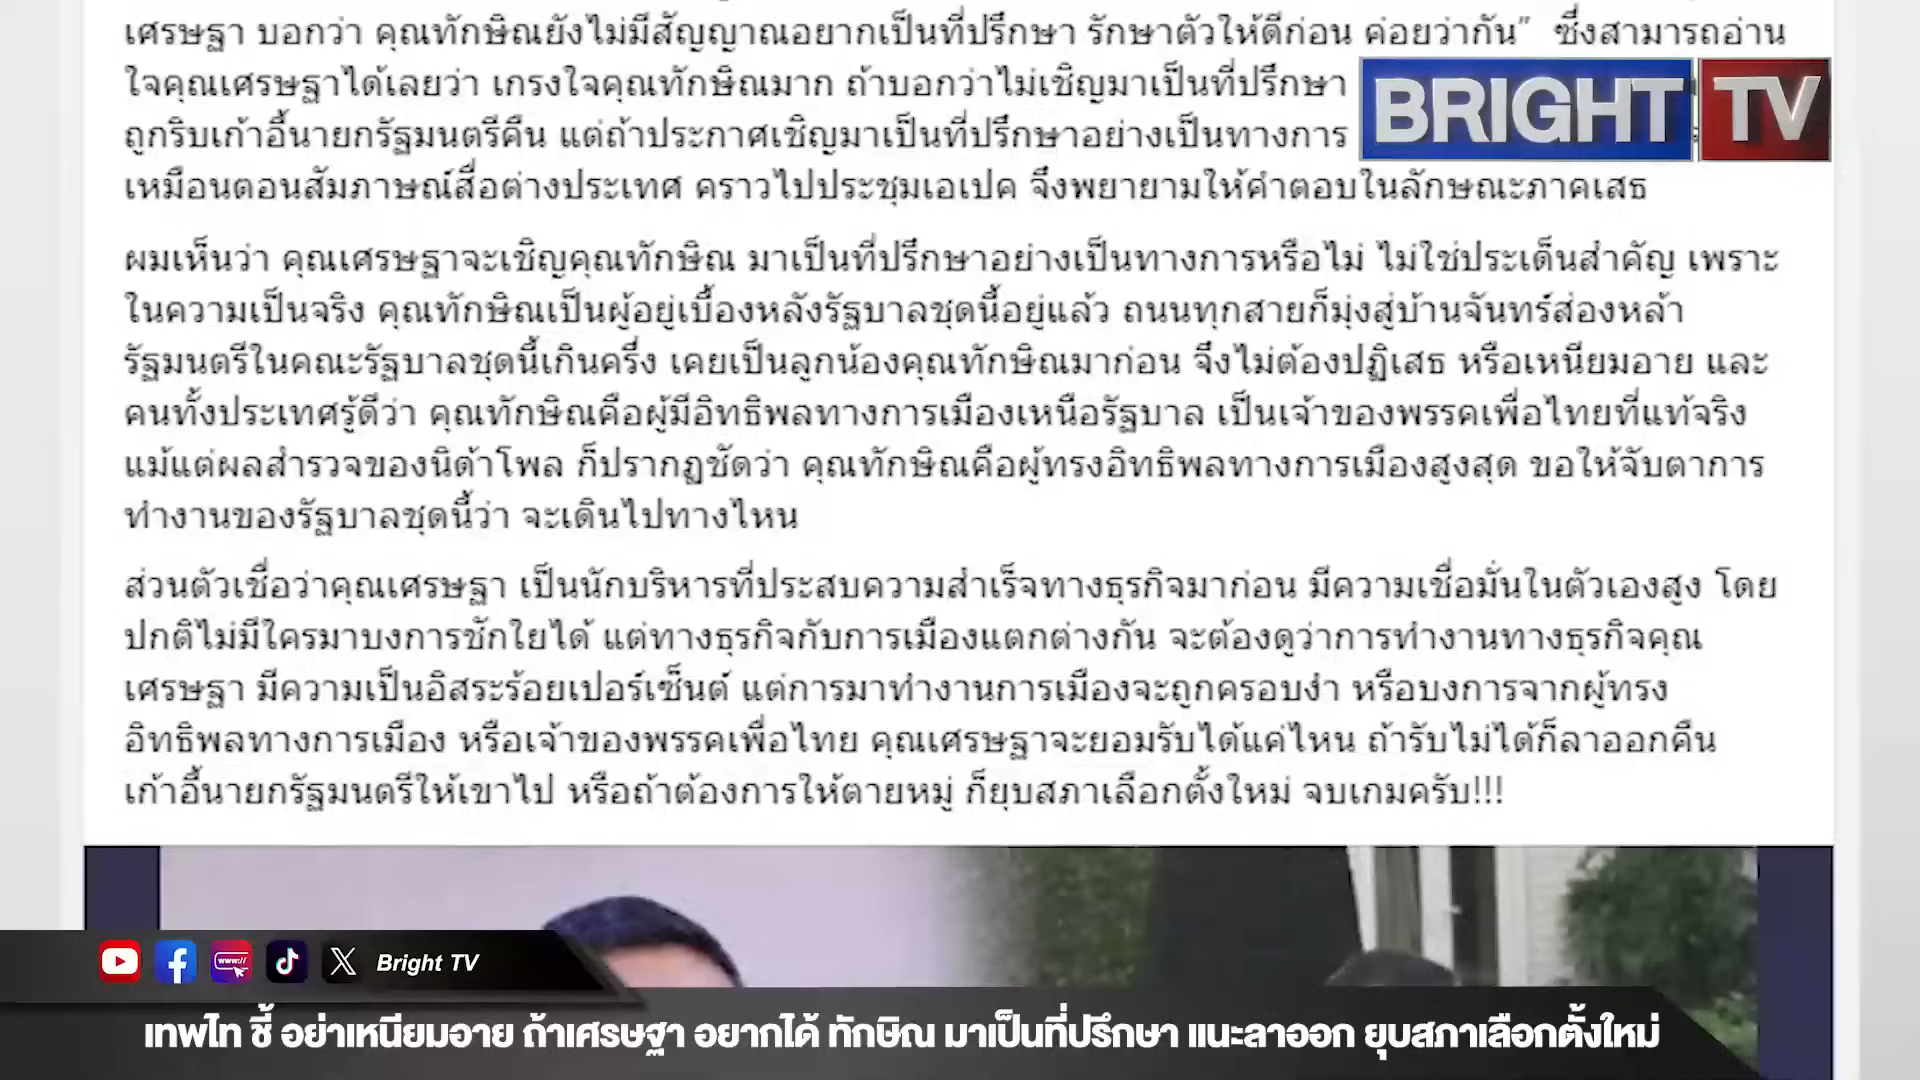 เศรษฐา บอกว่า คุณทักษิณยังไม่มีสัญญาณอยากเป็นที่ปรึกษา รักษาตัวให้ดีก่อน ค่อยว่ากัน” ซึ่งสามารถอ่าน
ใจคุณเศรษฐาได้เลยว่า เกรงใจคุณทักษิณมาก ถ้าบอกว่าไม่เชิญมาเป็นที่ปรึกษา
BRIGHT TV
ถูกริบเก้าอี้นายกรัฐมนตรีคืน แต่ถ้าประกาศเชิญมาเป็นที่ปรึกษาอย่างเป็นทางการ
เหมือนตอนสัมภาษณ์สื่อต่างประเทศ คราวไปประชุมเอเปค จึงพยายามให้คำตอบในลักษณะภาคเสธ
ผมเห็นว่า คุณเศรษฐาจะเชิญคุณทักษิณ มาเป็นที่ปรึกษาอย่างเป็นทางการหรือไม่ ไม่ใช่ประเด็นสำคัญ เพราะ
ในความเป็นจริง คุณทักษิณเป็นผู้อยู่เบื้องหลังรัฐบาลชุดนี้อยู่แล้ว ถนนทุกสายก็มุ่งสู่บ้านจันทร์ส่องหล้า
รัฐมนตรีในคณะรัฐบาลชุดนี้เกินครึ่ง เคยเป็นลูกน้องคุณทักษิณมาก่อน จึงไม่ต้องปฏิเสธ หรือเหนียมอาย และ
คนทั้งประเทศรู้ดีว่า คุณทักษิณคือผู้มีอิทธิพลทางการเมืองเหนือรัฐบาล เป็นเจ้าของพรรคเพื่อไทยที่แท้จริง
แม้แต่ผลสำรวจของนิด้าโพล ก็ปรากฏชัดว่า คุณทักษิณคือผู้ทรงอิทธิพลทางการเมืองสูงสุด ขอให้จับตาการ
ทำงานของรัฐบาลชุดนี้ว่า จะเดินไปทางไหน
ส่วนตัวเชื่อว่าคุณเศรษฐา เป็นนักบริหารที่ประสบความสำเร็จทางธุรกิจมาก่อน มีความเชื่อมั่นในตัวเองสูง โดย
ปกติไม่มีใครมาบงการชักใยได้ แต่ทางธุรกิจกับการเมืองแตกต่างกัน จะต้องดูว่าการทำงานทางธุรกิจคุณ
เศรษฐา มีความเป็นอิสระร้อยเปอร์เซ็นต์ แต่การมาทำงานการเมืองจะถูกครอบงำ หรือบงการจากผู้ทรง
อิทธิพลทางการเมือง หรือเจ้าของพรรคเพื่อไทย คุณเศรษฐาจะยอมรับได้แค่ไหน ถ้ารับไม่ได้ก็ลาออกคืน
เก้าอี้นายกรัฐมนตรีให้เขาไป หรือถ้าต้องการให้ตายหมู่ ก็ยุบสภาเลือกตั้งใหม่ จบเกมครับ!!!
www:// Bright TV
เทพไท ชี้ อย่าเหนียมอาย ถ้าเศรษฐา อยากได้ ทักษิณ มาเป็นที่ปรึกษา แนะลาออก ยุบสภาเลือกตั้งใหม่